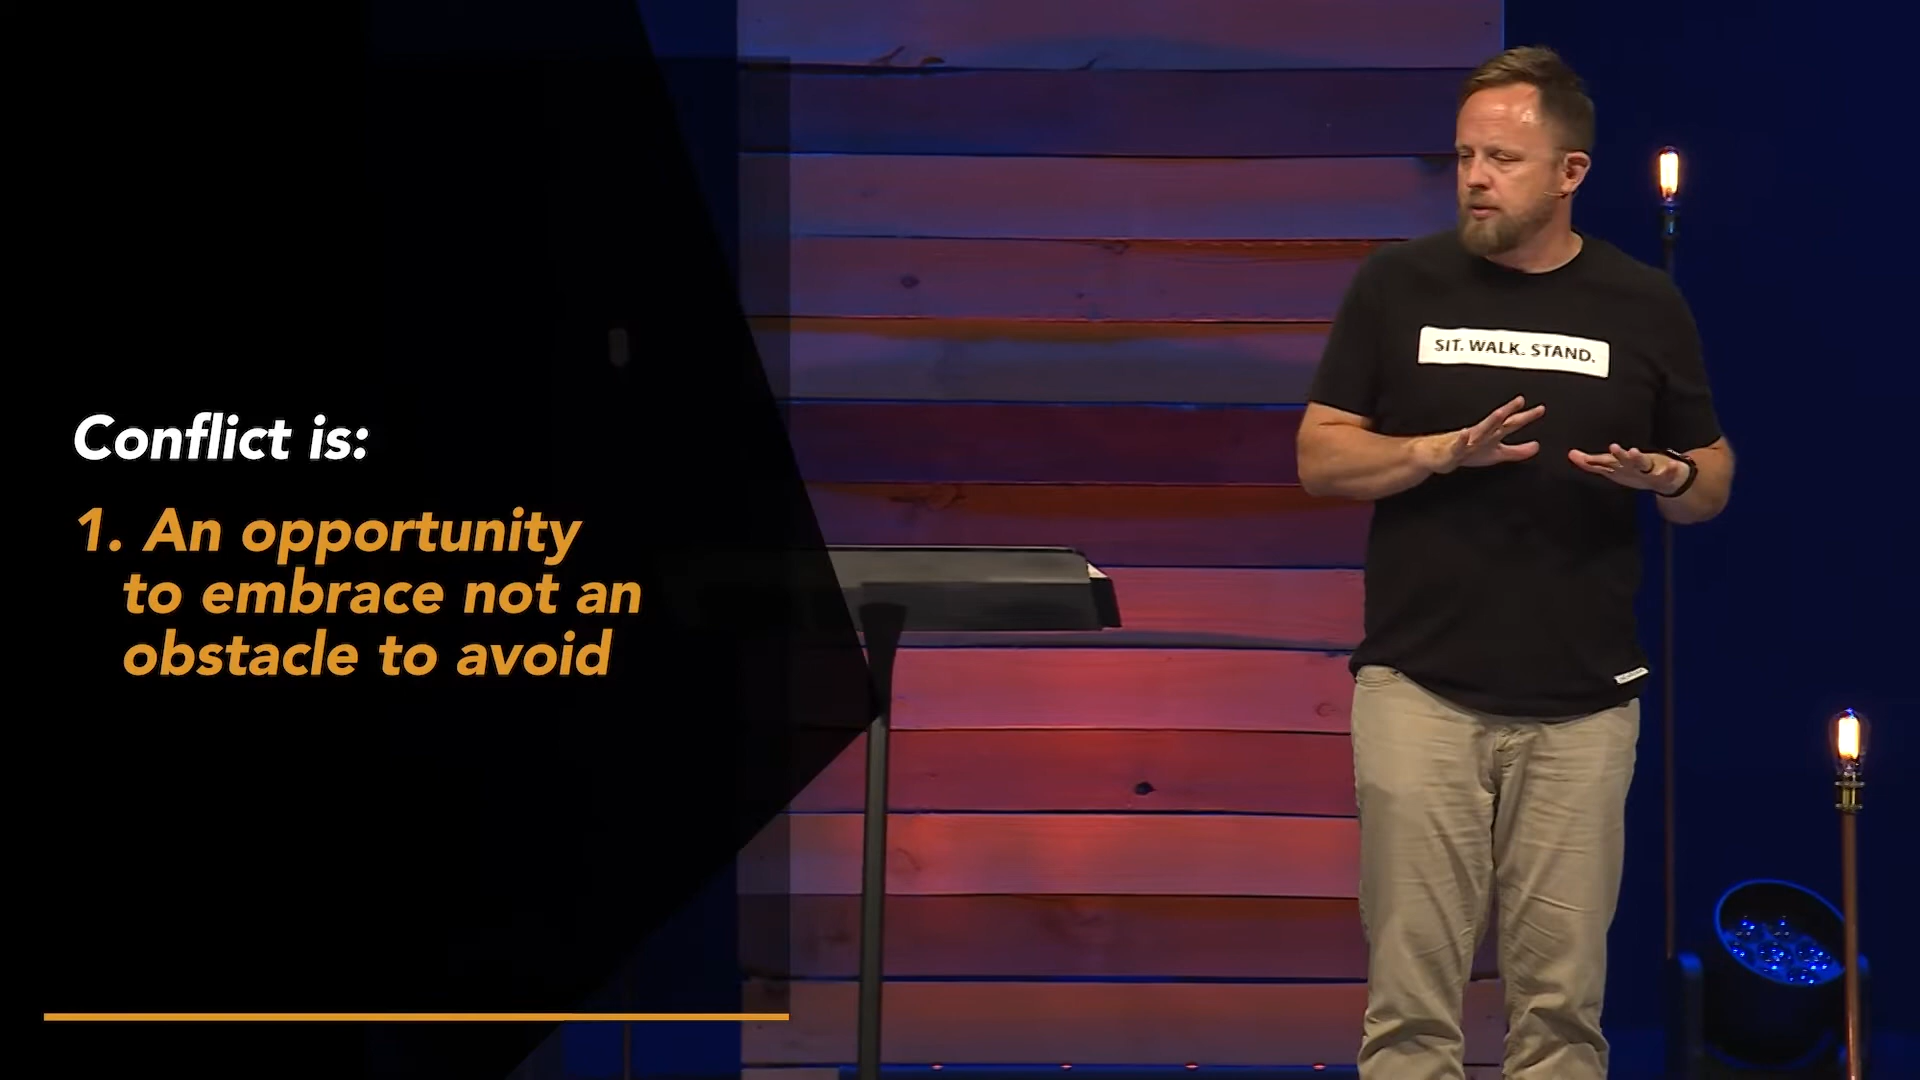 Conflict is:
1. An opportunity
to embrace not an
obstacle to avoid
SIT. WALK. STAND.